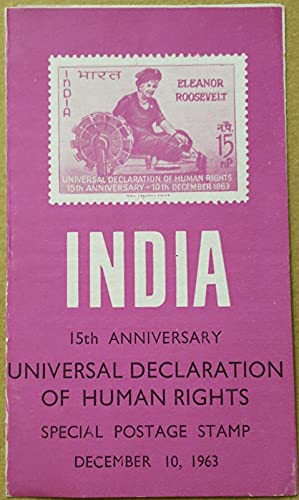 INDIA भारत
ELEANOR
ROOSEVELT
न.पै.
15
nP
UNIVERSAL DECLARATION OF HUMAN RIGHTS
15th ANNIVERSARY - 10th DECEMBER 1963
INDIA
15th ANNIVERSARY
UNIVERSAL DECLARATION
OF HUMAN RIGHTS
SPECIAL POSTAGE STAMP
DECEMBER 10, 1963